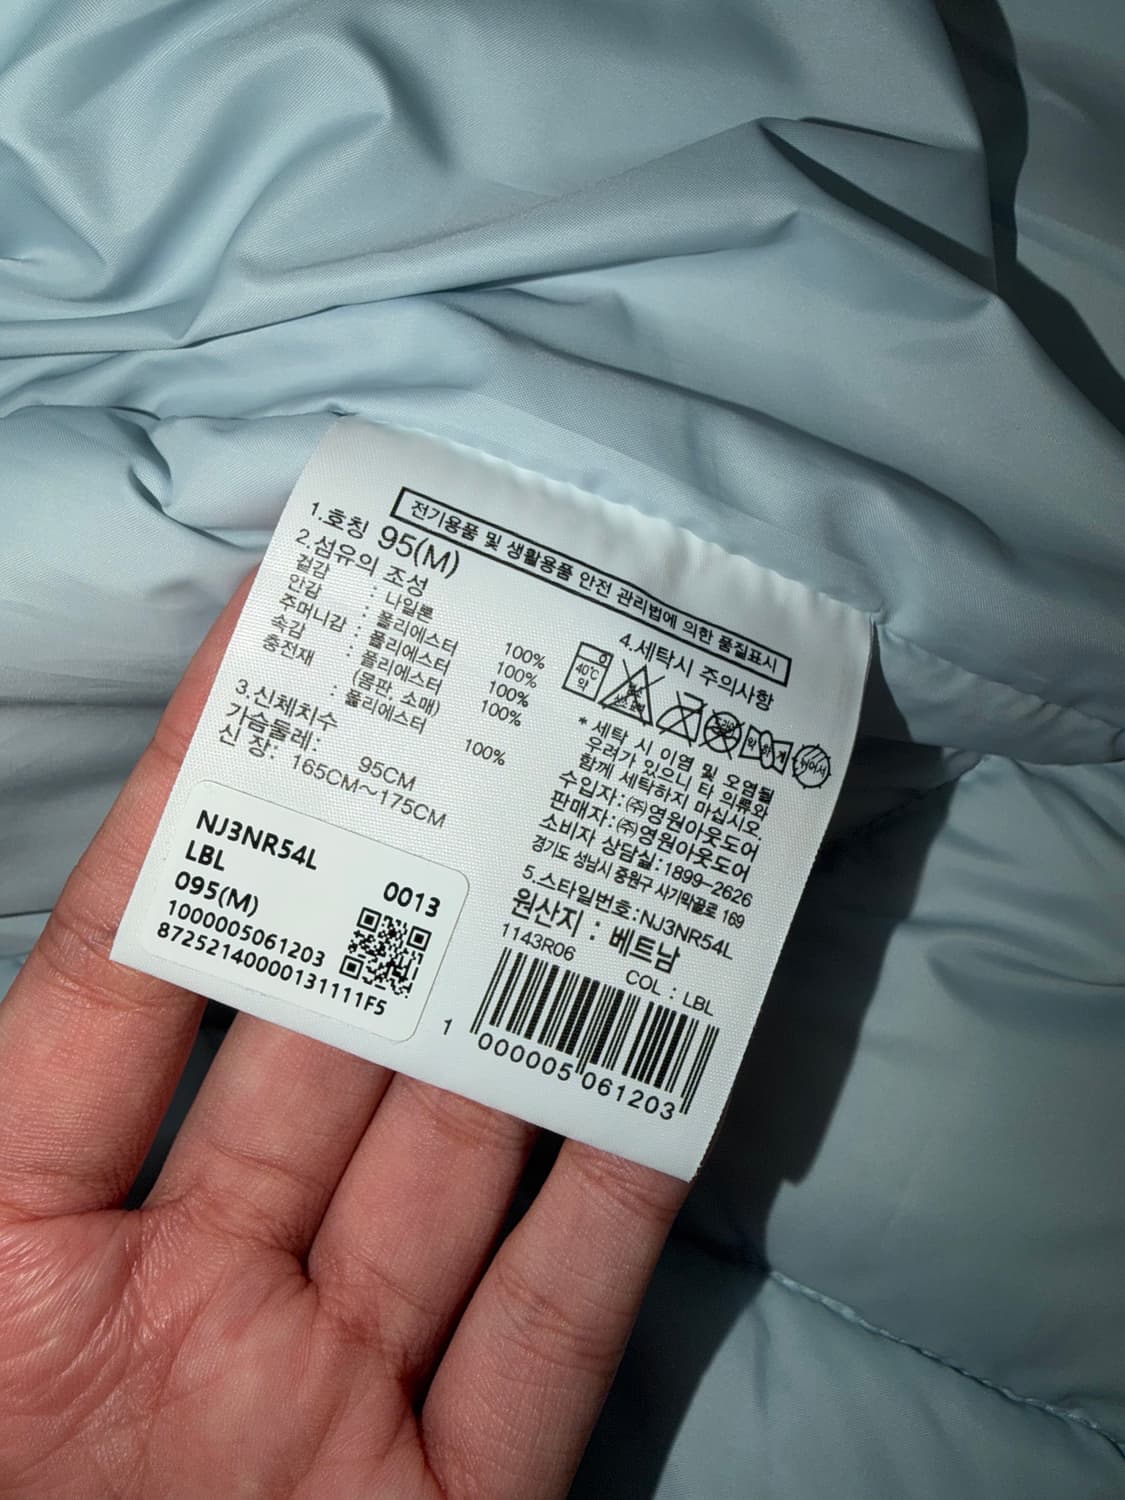 전기용품 및 생활용품 안전 관리법에 의한 품질표시
1.호칭 95(M)
2.섬유의 조성
겉감 : 나일론 100%
안감 : 폴리에스터 100%
주머니감 : 폴리에스터 100%
속감 : 폴리에스터 100%
(몸판, 소매)
충전재 : 폴리에스터 100%
3.신체치수
가슴둘레: 95CM
신 장: 165CM~175CM
4.세탁시 주의사항
40℃
약
약하게
뉘어서
* 세탁 시 이염 및 오염될
우려가 있으니 타 의류와
함께 세탁하지 마십시오.
수입자:㈜영원아웃도어
판매자:㈜영원아웃도어
소비자 상담실:1899-2626
경기도 성남시 중원구 사기막골로 169
5.스타일번호:NJ3NR54L
원산지 : 베트남
1143R06 COL : LBL
1 000005 061203
NJ3NR54L
LBL 0013
095(M)
1000005061203
87252140000131111F5